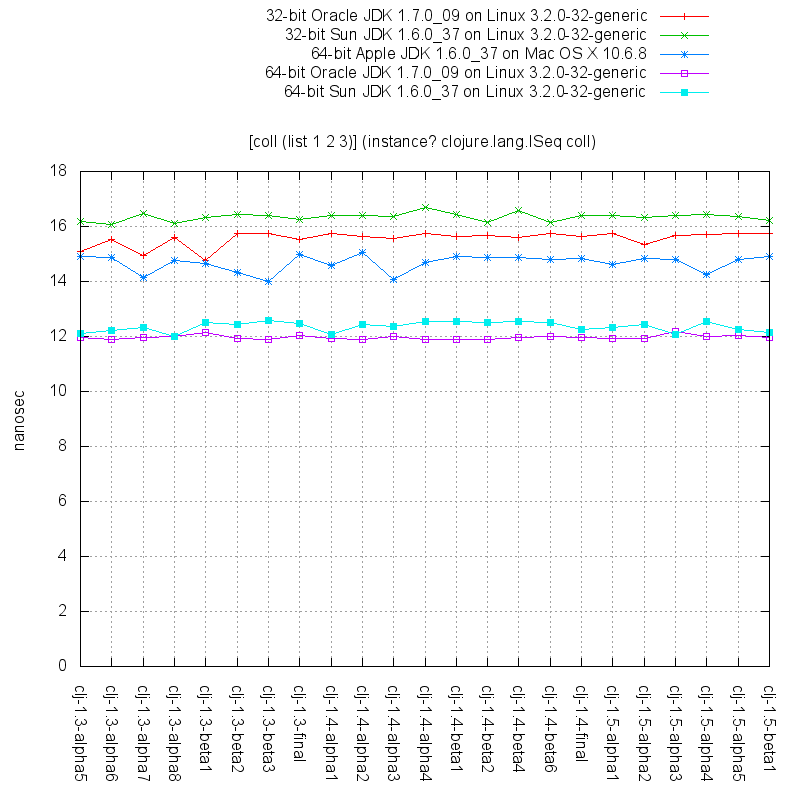 32-bit Oracle JDK 1.7.0_09 on Linux 3.2.0-32-generic
32-bit Sun JDK 1.6.0_37 on Linux 3.2.0-32-generic
64-bit Apple JDK 1.6.0_37 on Mac OS X 10.6.8
64-bit Oracle JDK 1.7.0_09 on Linux 3.2.0-32-generic
64-bit Sun JDK 1.6.0_37 on Linux 3.2.0-32-generic
[coll (list 1 2 3)] (instance? clojure.lang.ISeq coll)
18
16
14
12
10
8
6
4
2
0
nanosec
clj-1.3-alpha5
clj-1.3-alpha6
clj-1.3-alpha7
clj-1.3-alpha8
clj-1.3-beta1
clj-1.3-beta2
clj-1.3-beta3
clj-1.3-final
clj-1.4-alpha1
clj-1.4-alpha2
clj-1.4-alpha3
clj-1.4-alpha4
clj-1.4-beta1
clj-1.4-beta2
clj-1.4-beta4
clj-1.4-beta6
clj-1.4-final
clj-1.5-alpha1
clj-1.5-alpha2
clj-1.5-alpha3
clj-1.5-alpha4
clj-1.5-alpha5
clj-1.5-beta1